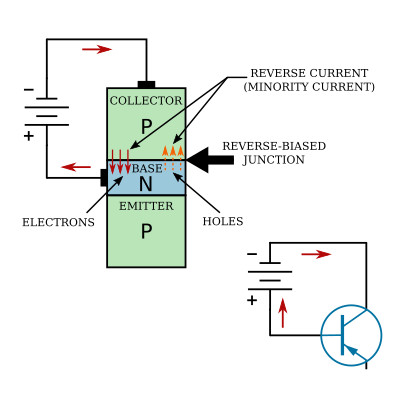 REVERSE CURRENT
(MINORITY CURRENT)
−
+
COLLECTOR
P
REVERSE-BIASED
JUNCTION
BASE
N
ELECTRONS
HOLES
EMITTER
P
−
+